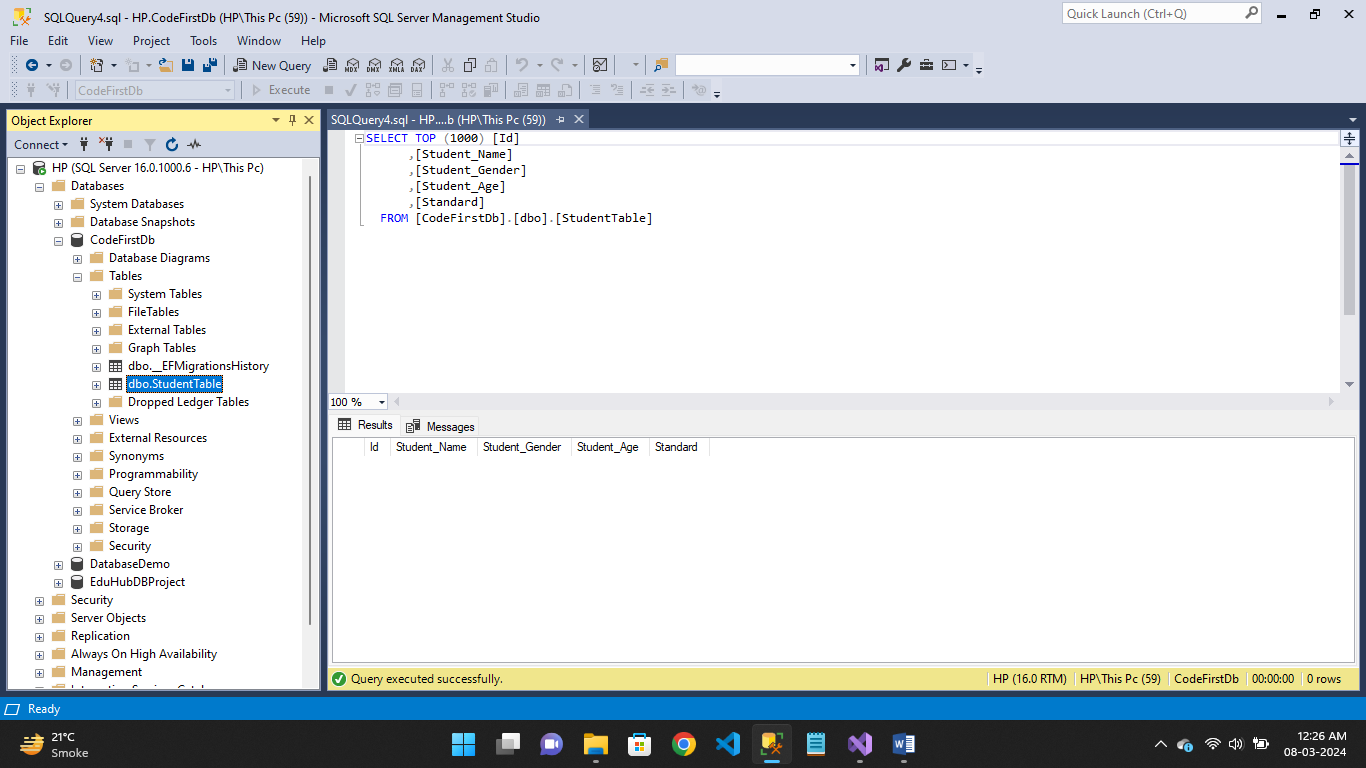 SQLQuery4.sql - HP.CodeFirstDb (HP\This Pc (59)) - Microsoft SQL Server Management Studio
Quick Launch (Ctrl+Q)
File Edit View Project Tools Window Help
New Query
MDX DMX XMLA DAX
CodeFirstDb
Execute
Object Explorer
Connect
HP (SQL Server 16.0.1000.6 - HP\This Pc)
Databases
System Databases
Database Snapshots
CodeFirstDb
Database Diagrams
Tables
System Tables
FileTables
External Tables
Graph Tables
dbo.__EFMigrationsHistory
dbo.StudentTable
Dropped Ledger Tables
Views
External Resources
Synonyms
Programmability
Query Store
Service Broker
Storage
Security
DatabaseDemo
EduHubDBProject
Security
Server Objects
Replication
Always On High Availability
Management
SQLQuery4.sql - HP....b (HP\This Pc (59))
SELECT TOP (1000) [Id]
,[Student_Name]
,[Student_Gender]
,[Student_Age]
,[Standard]
FROM [CodeFirstDb].[dbo].[StudentTable]
100 %
Results Messages
Id Student_Name Student_Gender Student_Age Standard
Query executed successfully.
HP (16.0 RTM) HP\This Pc (59) CodeFirstDb 00:00:00 0 rows
Ready
21°C
Smoke
12:26 AM
08-03-2024